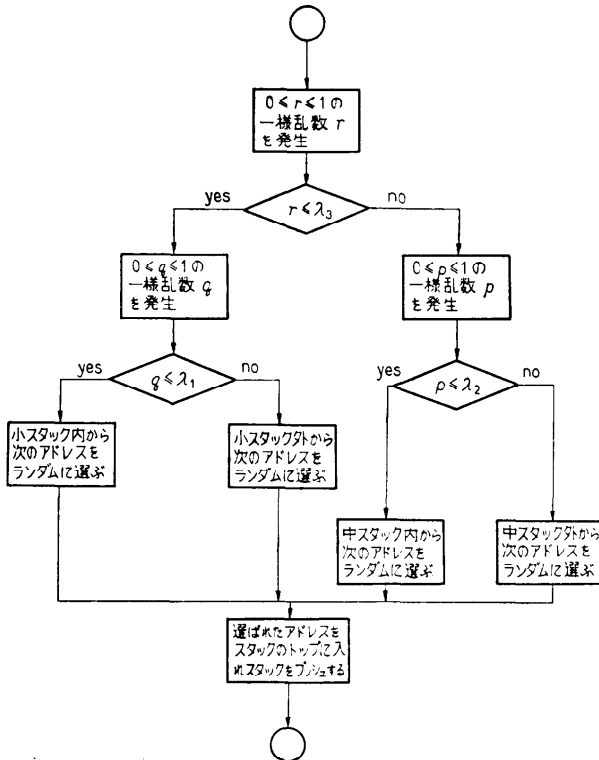 0≤r≤1の
一様乱数 r
を発生
yes
no
r≤λ₃
0≤q≤1の
一様乱数 q
を発生
0≤p≤1の
一様乱数 p
を発生
yes
no
q≤λ₁
yes
no
p≤λ₂
小スタック内から
次のアドレスを
ランダムに選ぶ
小スタック外から
次のアドレスを
ランダムに選ぶ
中スタック内から
次のアドレスを
ランダムに選ぶ
中スタック外から
次のアドレスを
ランダムに選ぶ
選ばれたアドレスを
スタックのトップに入
れスタックをプッシュする